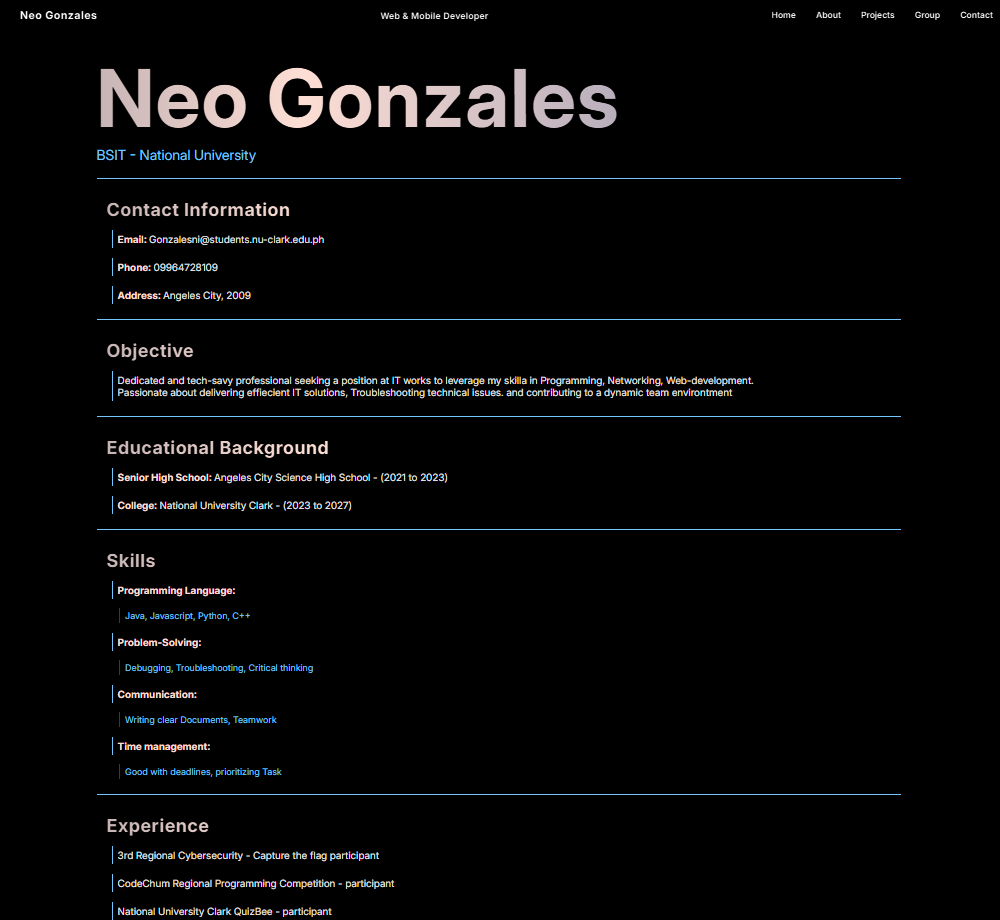 Neo Gonzales
Web & Mobile Developer
Home About Projects Group Contact
Neo Gonzales
BSIT - National University
Contact Information
Email: Gonzalesni@students.nu-clark.edu.ph
Phone: 09964728109
Address: Angeles City, 2009
Objective
Dedicated and tech-savy professional seeking a position at IT works to leverage my skilla in Programming, Networking, Web-development.
Passionate about delivering effiecient IT solutions, Troubleshooting technical issues. and contributing to a dynamic team environtment
Educational Background
Senior High School: Angeles City Science High School - (2021 to 2023)
College: National University Clark - (2023 to 2027)
Skills
Programming Language:
Java, Javascript, Python, C++
Problem-Solving:
Debugging, Troubleshooting, Critical thinking
Communication:
Writing clear Documents, Teamwork
Time management:
Good with deadlines, prioritizing Task
Experience
3rd Regional Cybersecurity - Capture the flag participant
CodeChum Regional Programming Competition - participant
National University Clark QuizBee - participant